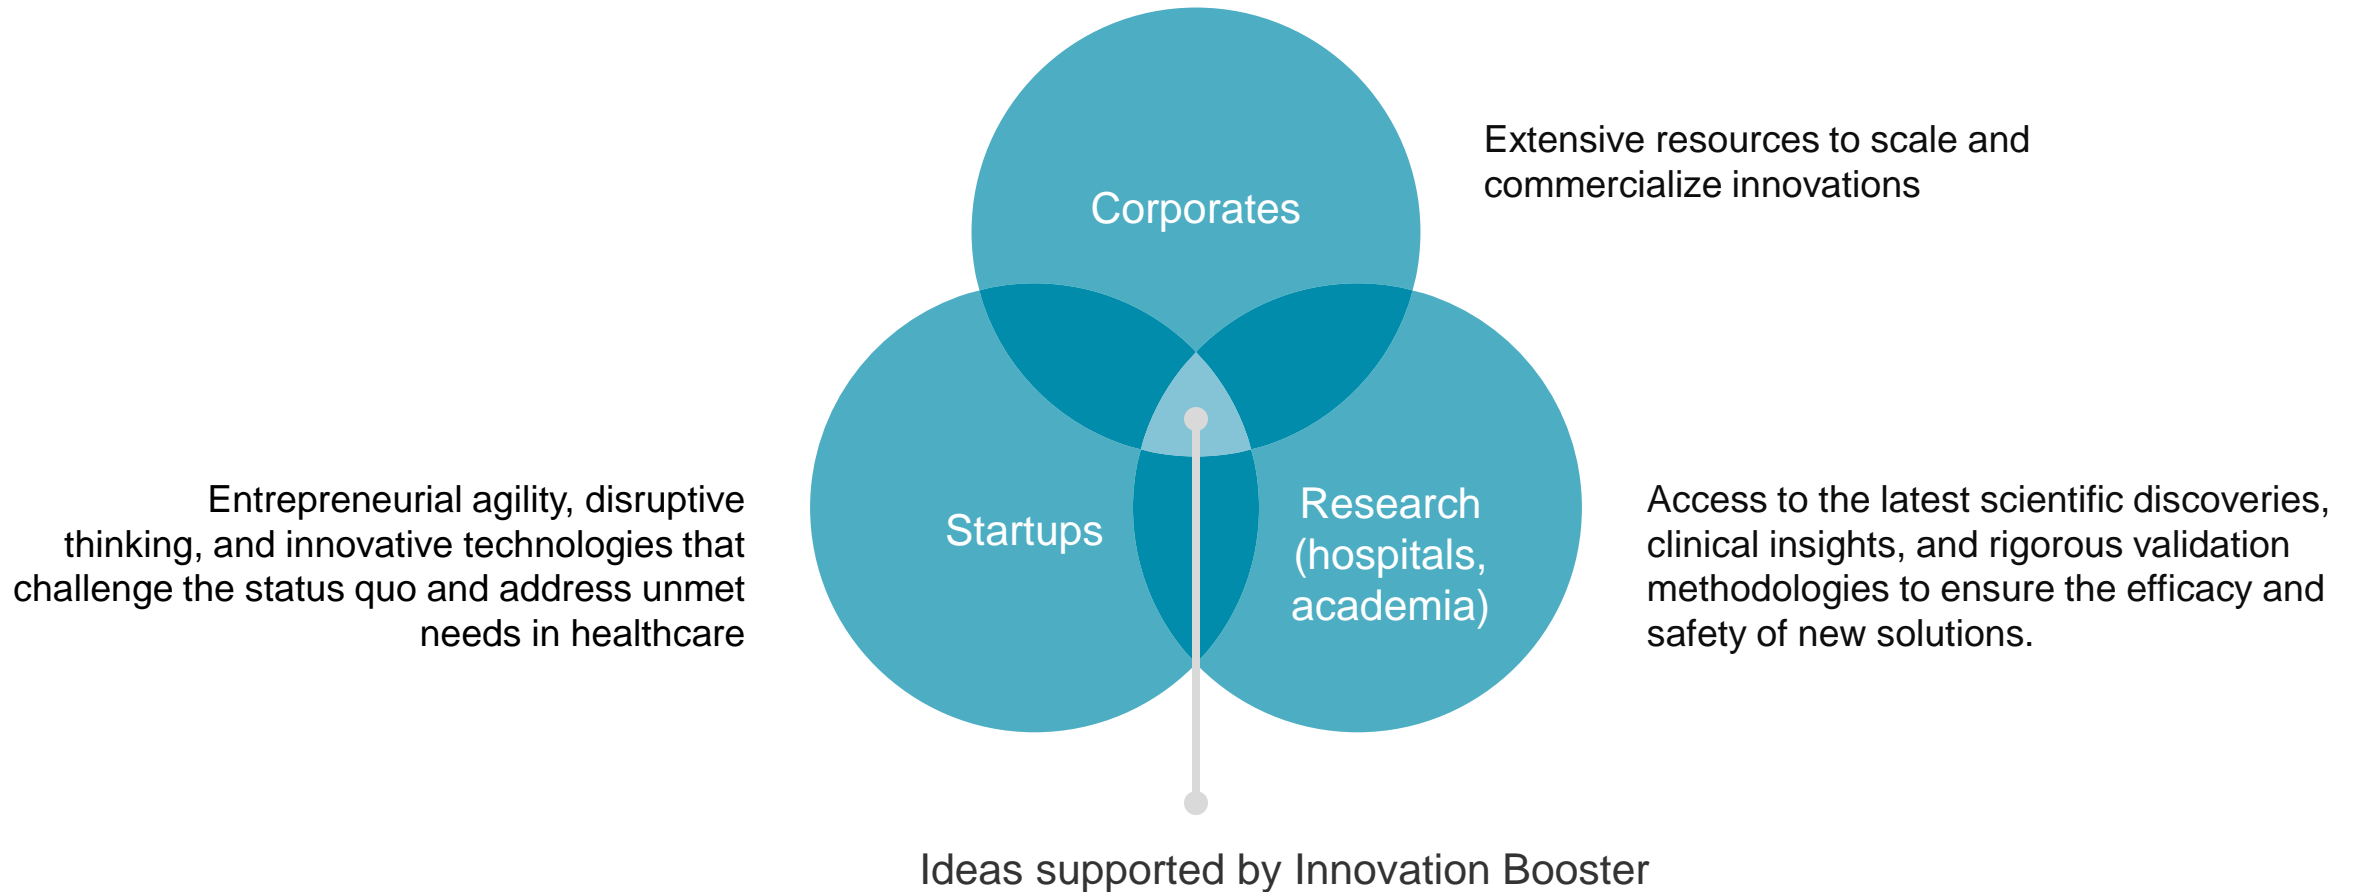 Corporates
Extensive resources to scale and
commercialize innovations
Entrepreneurial agility, disruptive
thinking, and innovative technologies that
challenge the status quo and address unmet
needs in healthcare
Startups
Research
(hospitals,
academia)
Access to the latest scientific discoveries,
clinical insights, and rigorous validation
methodologies to ensure the efficacy and
safety of new solutions.
Ideas supported by Innovation Booster